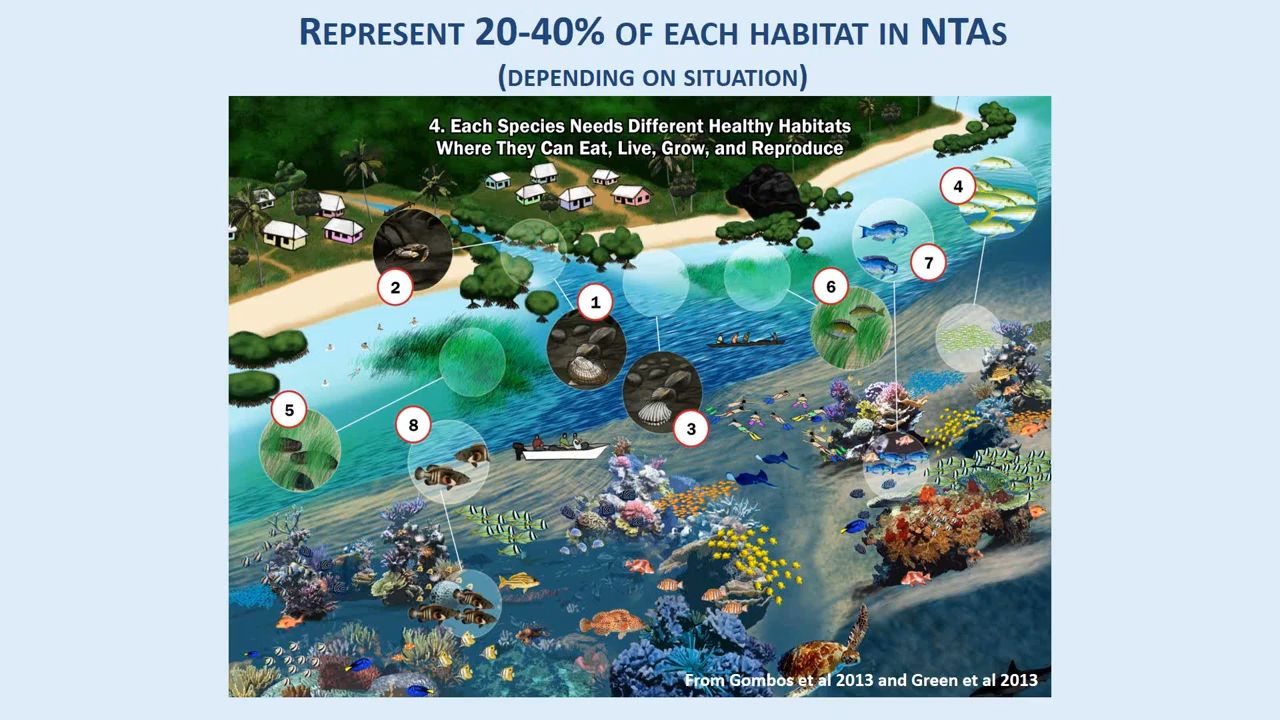 REPRESENT 20-40% OF EACH HABITAT IN NTAS
(DEPENDING ON SITUATION)
4. Each Species Needs Different Healthy Habitats
Where They Can Eat, Live, Grow, and Reproduce
4
2
7
6
1
5
8
3
From Gombos et al 2013 and Green et al 2013